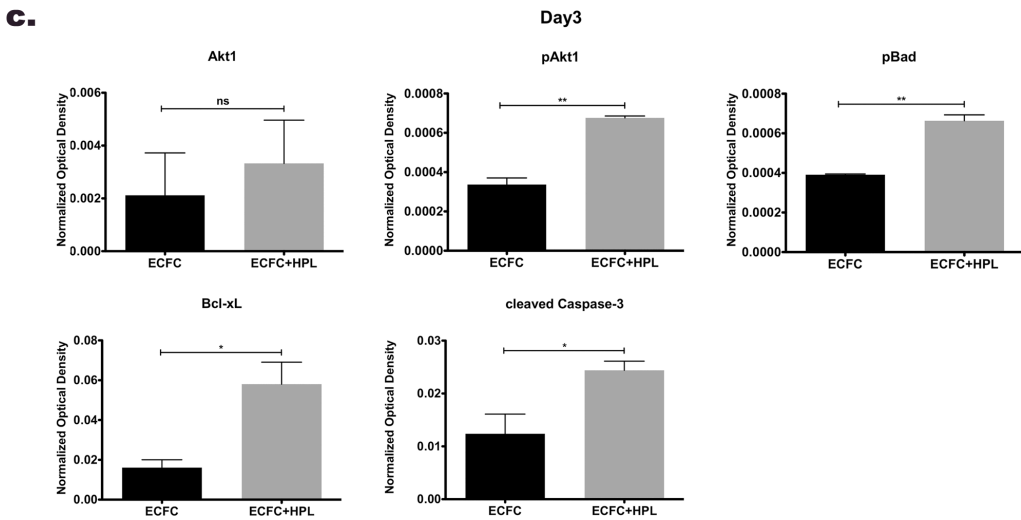 c.
Day3
Akt1
Normalized Optical Density
0.006
0.004
0.002
0.000
ns
ECFC
ECFC+HPL
pAkt1
Normalized Optical Density
0.0008
0.0006
0.0004
0.0002
0.0000
**
ECFC
ECFC+HPL
pBad
Normalized Optical Density
0.0008
0.0006
0.0004
0.0002
0.0000
**
ECFC
ECFC+HPL
Bcl-xL
Normalized Optical Density
0.08
0.06
0.04
0.02
0.00
*
ECFC
ECFC+HPL
cleaved Caspase-3
Normalized Optical Density
0.03
0.02
0.01
0.00
*
ECFC
ECFC+HPL